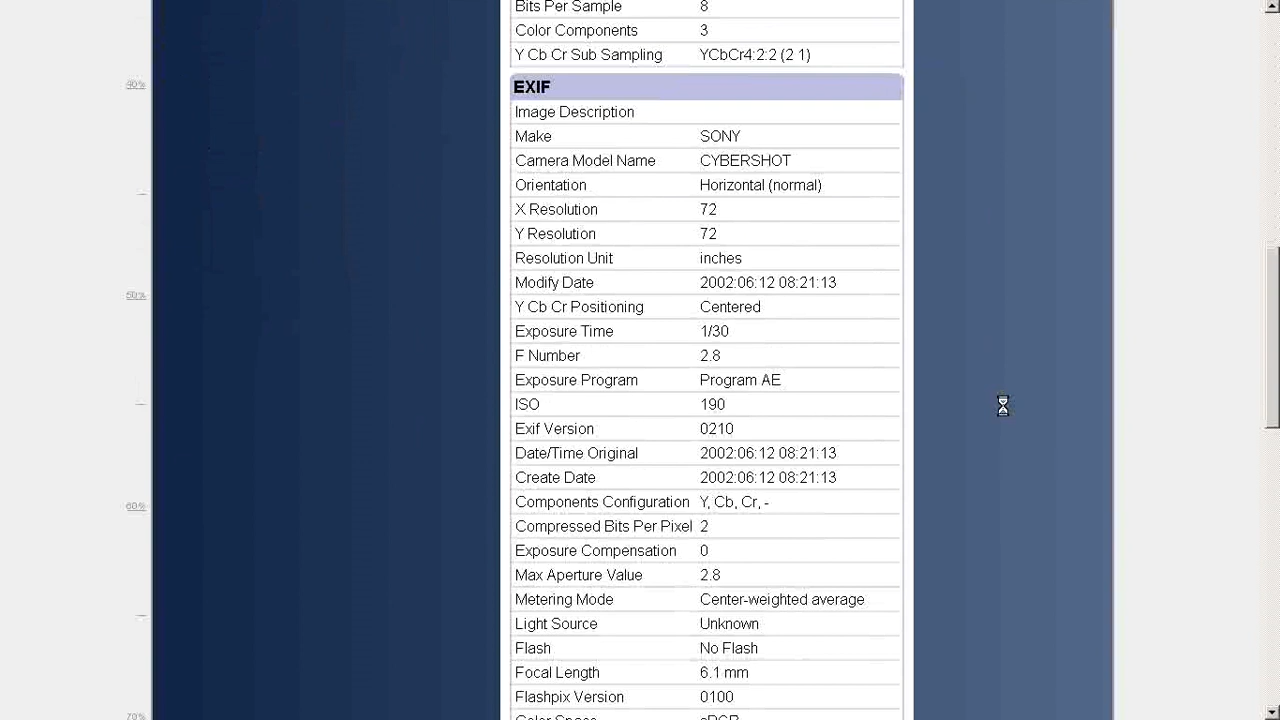 Bits Per Sample 8
Color Components 3
Y Cb Cr Sub Sampling YCbCr4:2:2 (2 1)
EXIF
40%
Image Description
Make SONY
Camera Model Name CYBERSHOT
Orientation Horizontal (normal)
X Resolution 72
Y Resolution 72
Resolution Unit inches
Modify Date 2002:06:12 08:21:13
50%
Y Cb Cr Positioning Centered
Exposure Time 1/30
F Number 2.8
Exposure Program Program AE
ISO 190
Exif Version 0210
Date/Time Original 2002:06:12 08:21:13
Create Date 2002:06:12 08:21:13
Components Configuration Y, Cb, Cr, -
60%
Compressed Bits Per Pixel 2
Exposure Compensation 0
Max Aperture Value 2.8
Metering Mode Center-weighted average
Light Source Unknown
Flash No Flash
Focal Length 6.1 mm
Flashpix Version 0100
70%